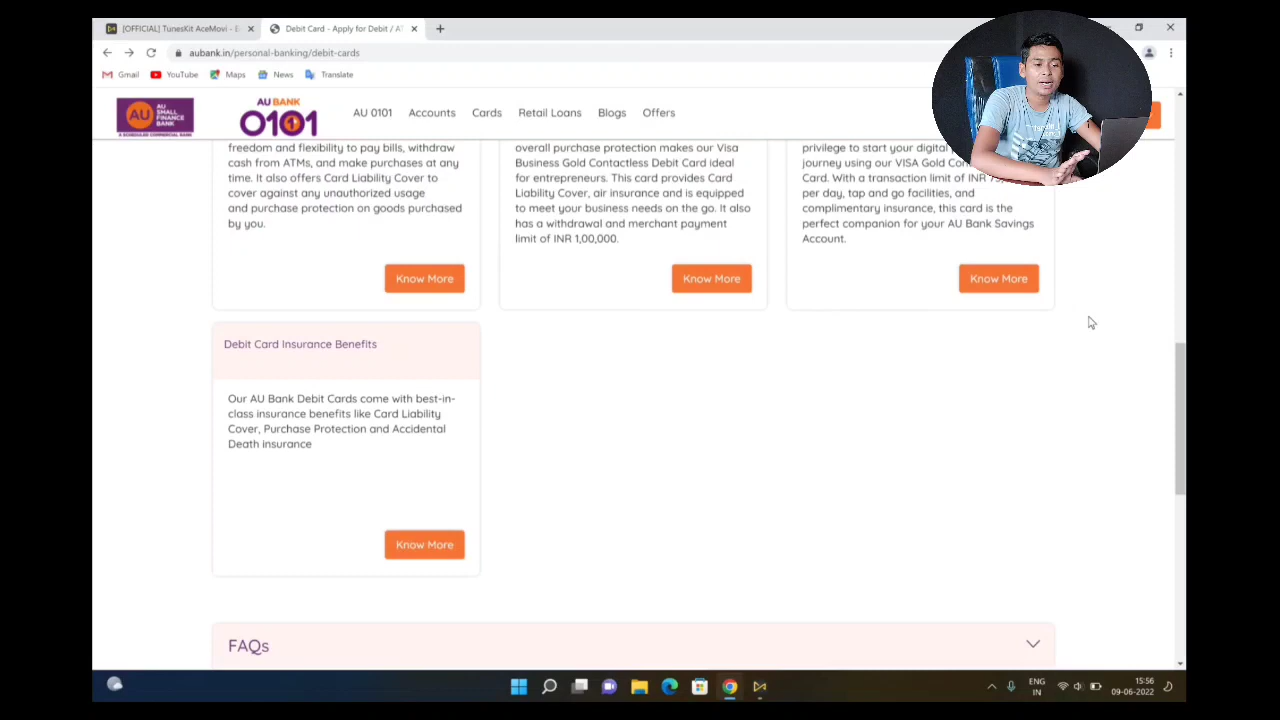 [OFFICIAL] TunesKit AceMovi - E
Debit Card - Apply for Debit / AT
aubank.in/personal-banking/debit-cards
Gmail
YouTube
Maps
News
Translate
AU
SMALL
FINANCE
BANK
A SCHEDULED COMMERCIAL BANK
AU BANK
0101
AU 0101
Accounts
Cards
Retail Loans
Blogs
Offers
freedom and flexibility to pay bills, withdraw
cash from ATMs, and make purchases at any
time. It also offers Card Liability Cover to
cover against any unauthorized usage
and purchase protection on goods purchased
by you.
Know More
overall purchase protection makes our Visa
Business Gold Contactless Debit Card ideal
for entrepreneurs. This card provides Card
Liability Cover, air insurance and is equipped
to meet your business needs on the go. It also
has a withdrawal and merchant payment
limit of INR 1,00,000.
Know More
privilege to start your digital
journey using our VISA Gold Con
Card. With a transaction limit of INR
per day, tap and go facilities, and
complimentary insurance, this card is the
perfect companion for your AU Bank Savings
Account.
Know More
Debit Card Insurance Benefits
Our AU Bank Debit Cards come with best-in-
class insurance benefits like Card Liability
Cover, Purchase Protection and Accidental
Death insurance
Know More
FAQs
ENG
IN
15:56
09-06-2022